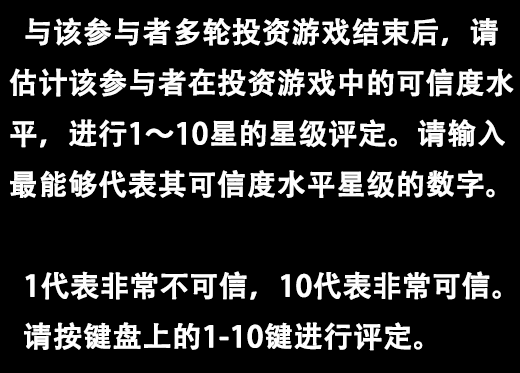 与该参与者多轮投资游戏结束后，请
估计该参与者在投资游戏中的可信度水
平，进行1～10星的星级评定。请输入
最能够代表其可信度水平星级的数字。
1代表非常不可信，10代表非常可信。
请按键盘上的1-10键进行评定。